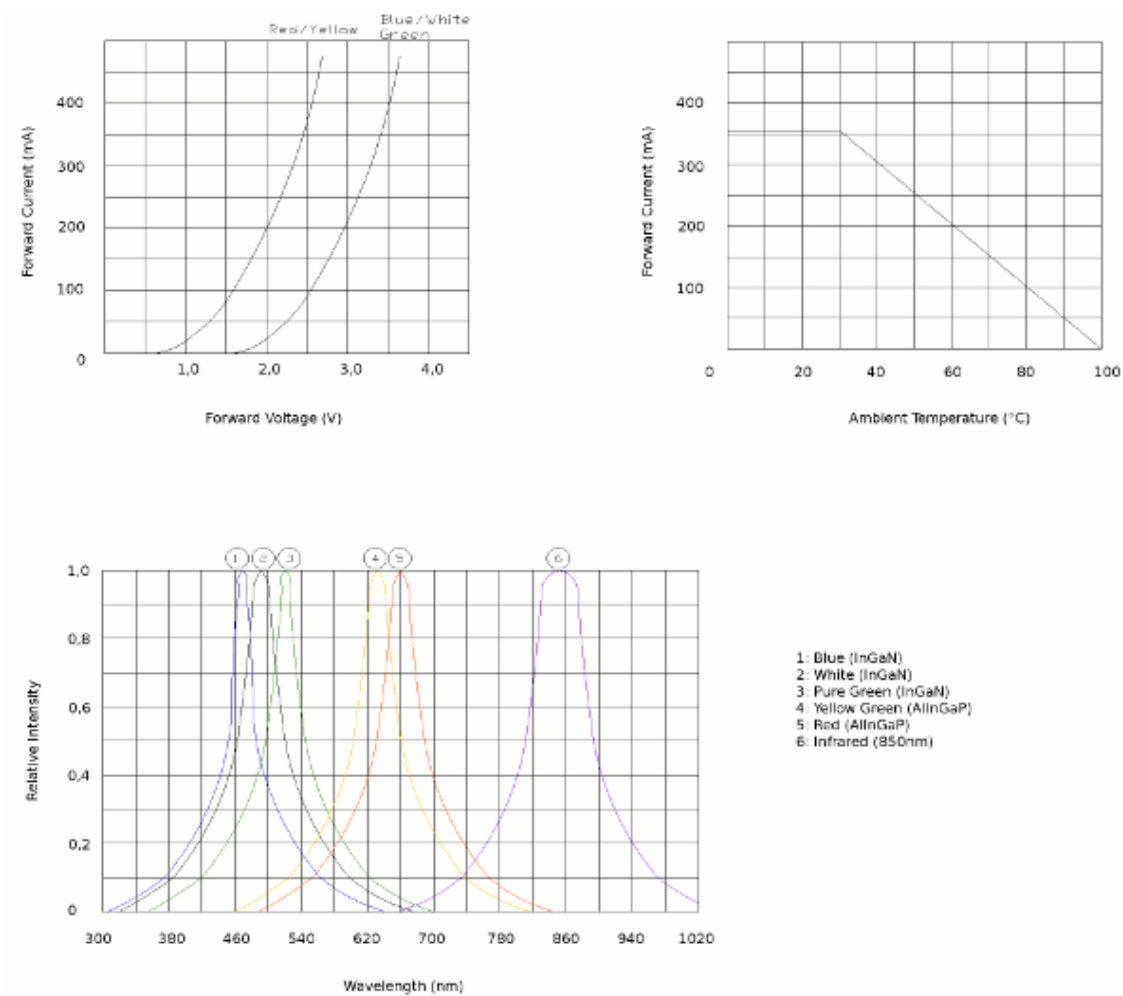 Red/Yellow
Blue/White
Green
400
300
200
100
0
1,0 2,0 3,0 4,0
Forward Current (mA)
Forward Voltage (V)
400
300
200
100
0 20 40 60 80 100
Forward Current (mA)
Ambient Temperature (°C)
1 2 3 4 5 6
1,0
0,8
0,6
0,4
0,2
0
300 380 460 540 620 700 780 860 940 1020
Relative Intensity
Wavelength (nm)
1: Blue (InGaN)
2: White (InGaN)
3: Pure Green (InGaN)
4: Yellow Green (AlInGaP)
5: Red (AlInGaP)
6: Infrared (850nm)